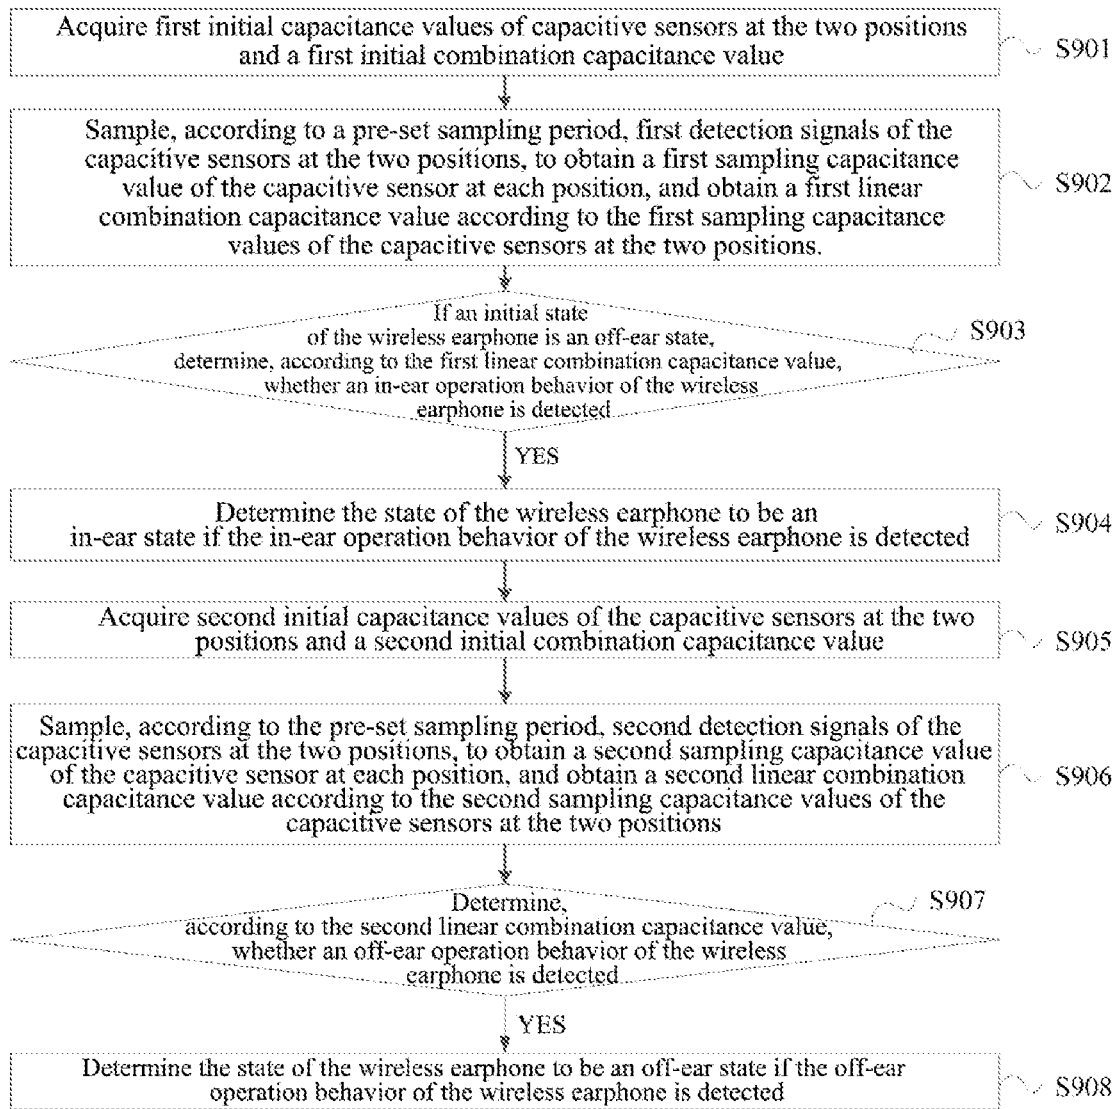 Acquire first initial capacitance values of capacitive sensors at the two positions
and a first initial combination capacitance value
S901
Sample, according to a pre-set sampling period, first detection signals of the
capacitive sensors at the two positions, to obtain a first sampling capacitance
value of the capacitive sensor at each position, and obtain a first linear
combination capacitance value according to the first sampling capacitance
values of the capacitive sensors at the two positions.
S902
If an initial state
of the wireless earphone is an off-ear state,
determine, according to the first linear combination capacitance value,
whether an in-ear operation behavior of the wireless
earphone is detected
S903
YES
Determine the state of the wireless earphone to be an
in-ear state if the in-ear operation behavior of the wireless earphone is detected
S904
Acquire second initial capacitance values of the capacitive sensors at the two
positions and a second initial combination capacitance value
S905
Sample, according to the pre-set sampling period, second detection signals of the
capacitive sensors at the two positions, to obtain a second sampling capacitance value
of the capacitive sensor at each position, and obtain a second linear combination
capacitance value according to the second sampling capacitance values of the
capacitive sensors at the two positions
S906
Determine,
according to the second linear combination capacitance value,
whether an off-ear operation behavior of the wireless
earphone is detected
S907
YES
Determine the state of the wireless earphone to be an off-ear state if the off-ear
operation behavior of the wireless earphone is detected
S908